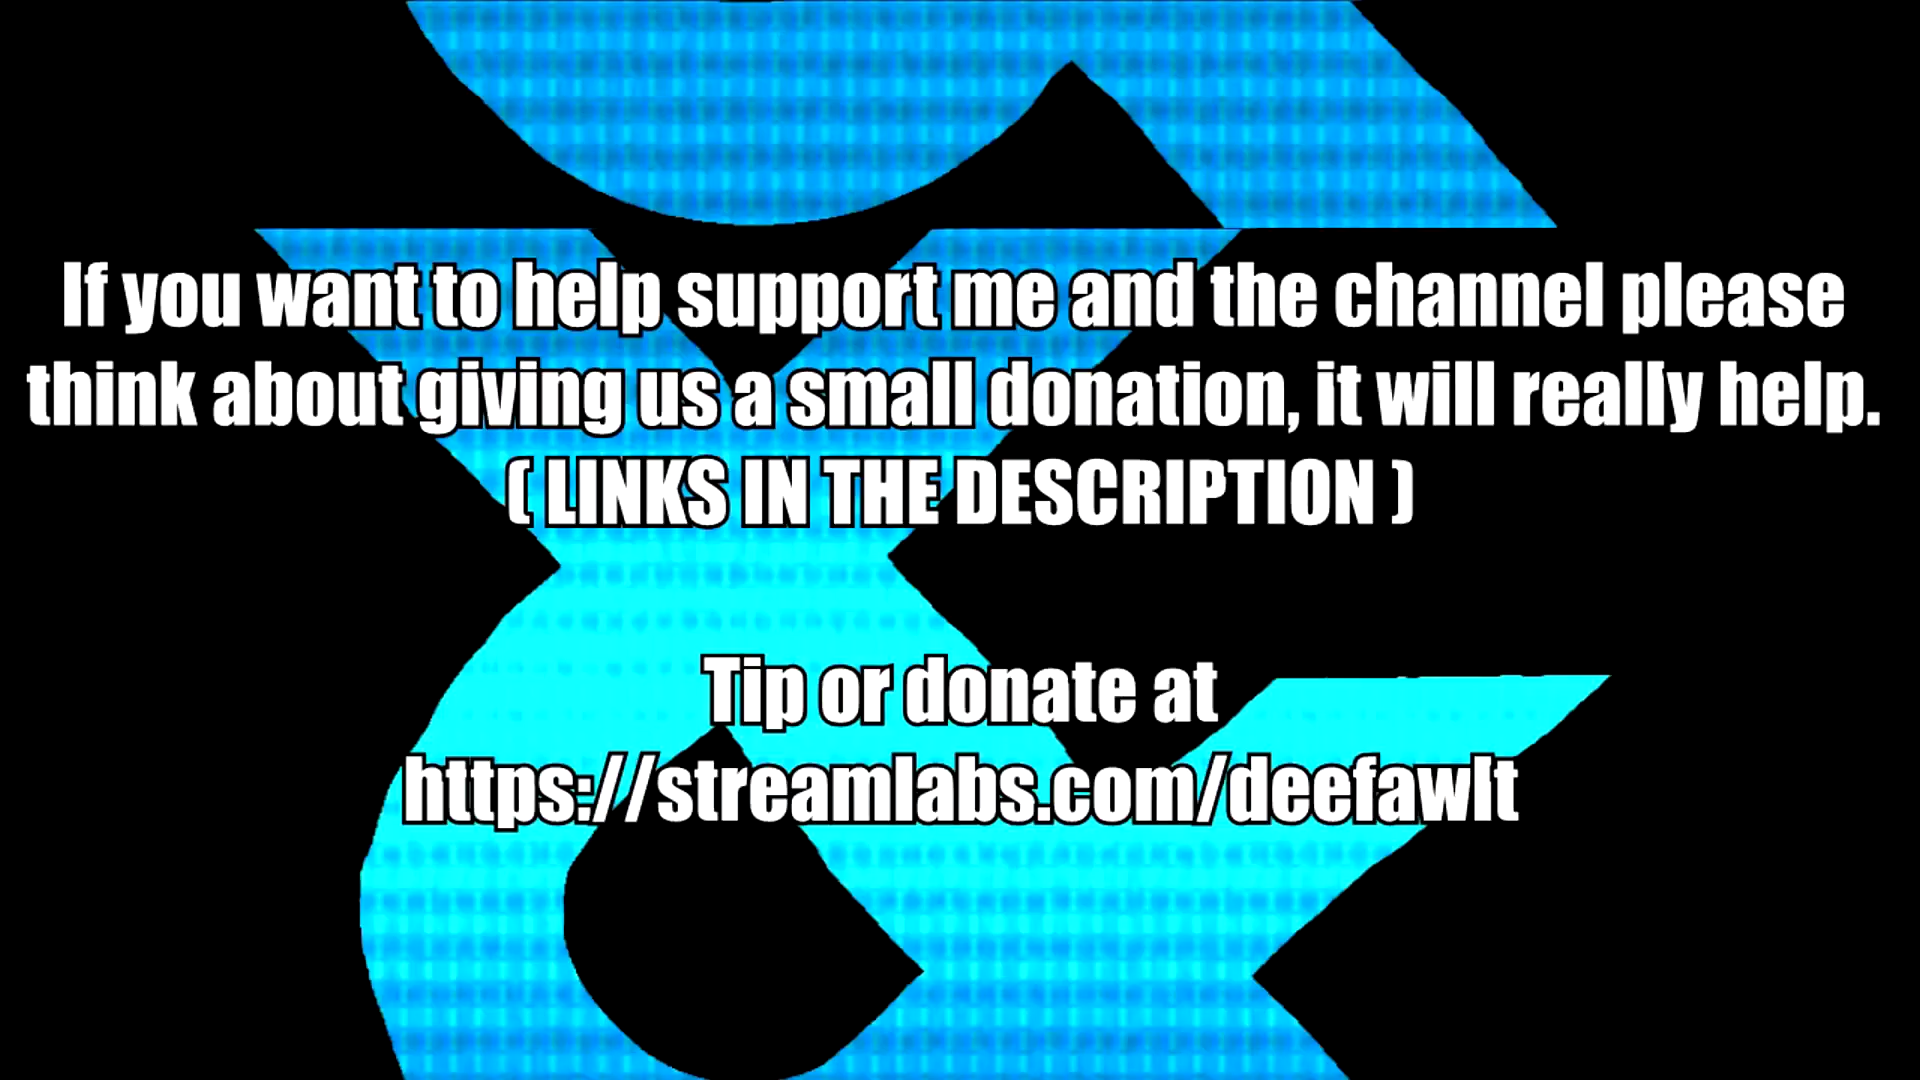 If you want to help support me and the channel please
think about giving us a small donation, it will really help.
( LINKS IN THE DESCRIPTION )
Tip or donate at
https://streamlabs.com/deefawlt